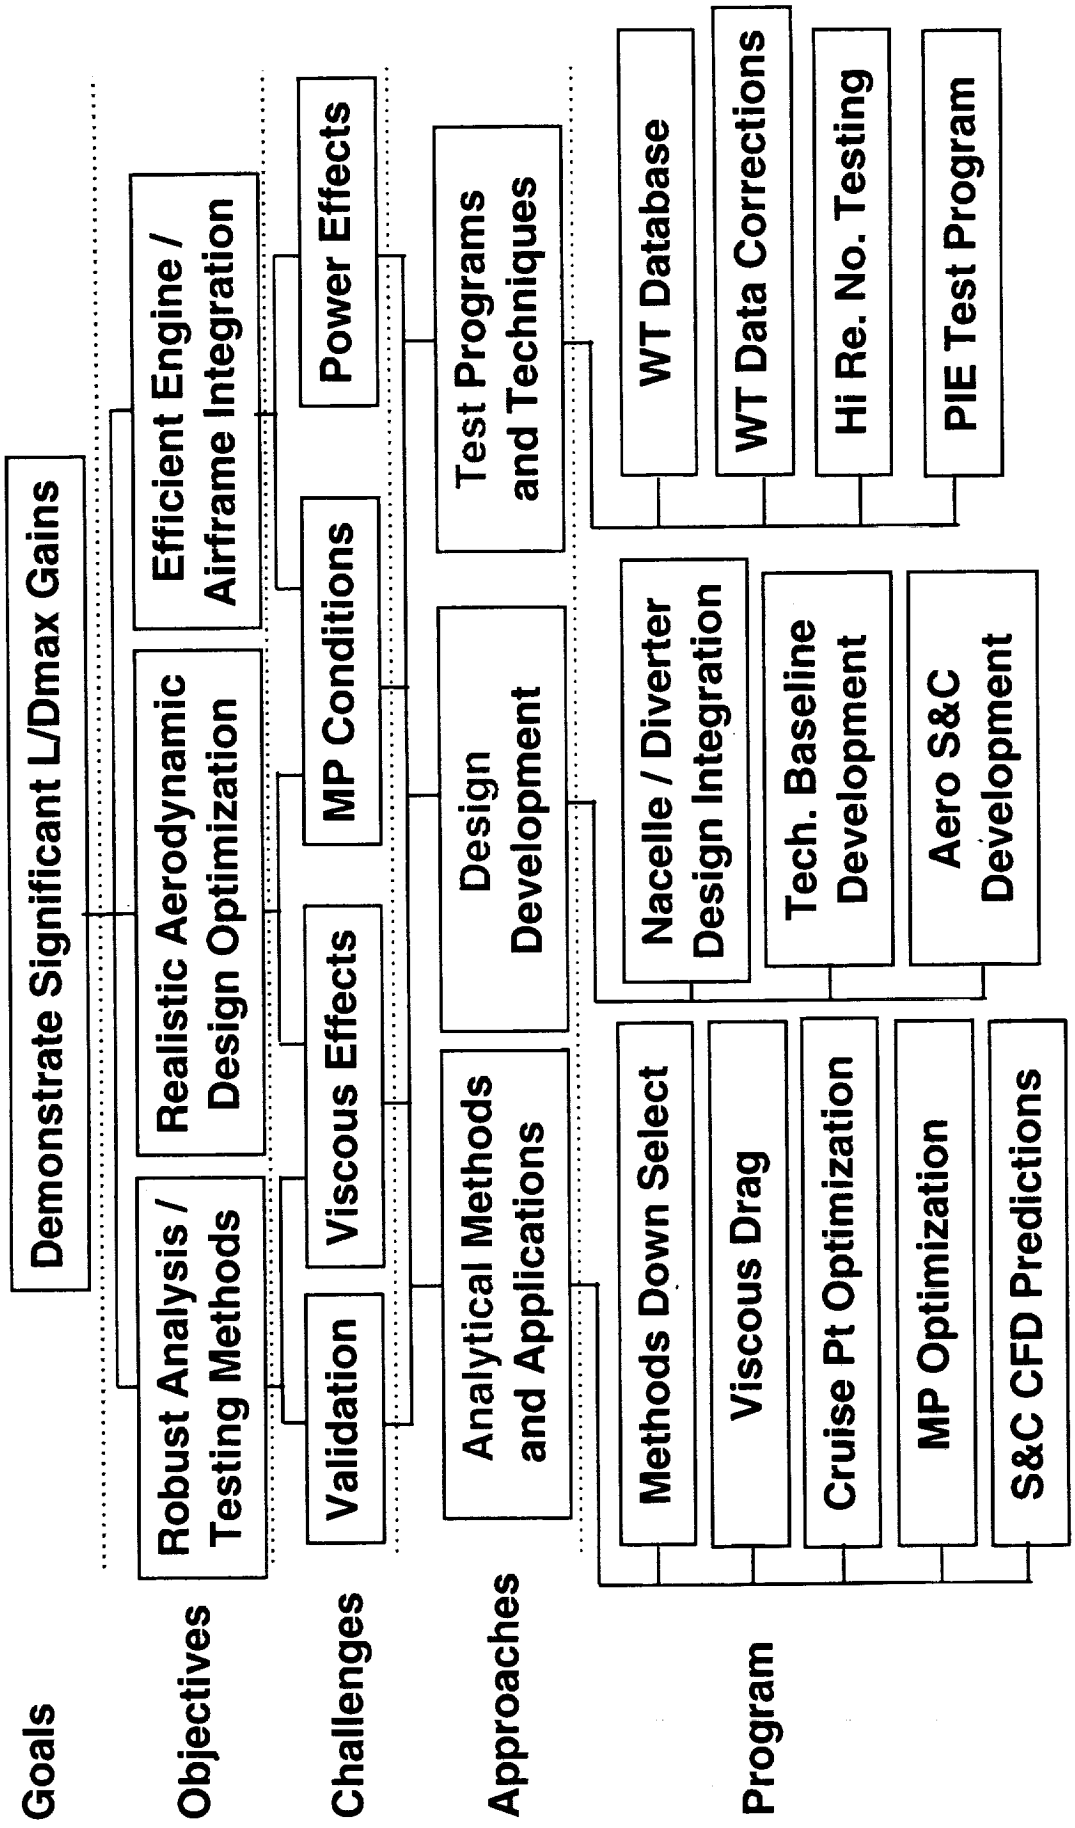 Goals
Demonstrate Significant L/Dmax Gains
Objectives
Robust Analysis /
Testing Methods
Realistic Aerodynamic
Design Optimization
Efficient Engine /
Airframe Integration
Challenges
Validation
Viscous Effects
MP Conditions
Power Effects
Approaches
Analytical Methods
and Applications
Design
Development
Test Programs
and Techniques
Program
Methods Down Select
Viscous Drag
Cruise Pt Optimization
MP Optimization
S&C CFD Predictions
Nacelle / Diverter
Design Integration
Tech. Baseline
Development
Aero S&C
Development
WT Database
WT Data Corrections
Hi Re. No. Testing
PIE Test Program